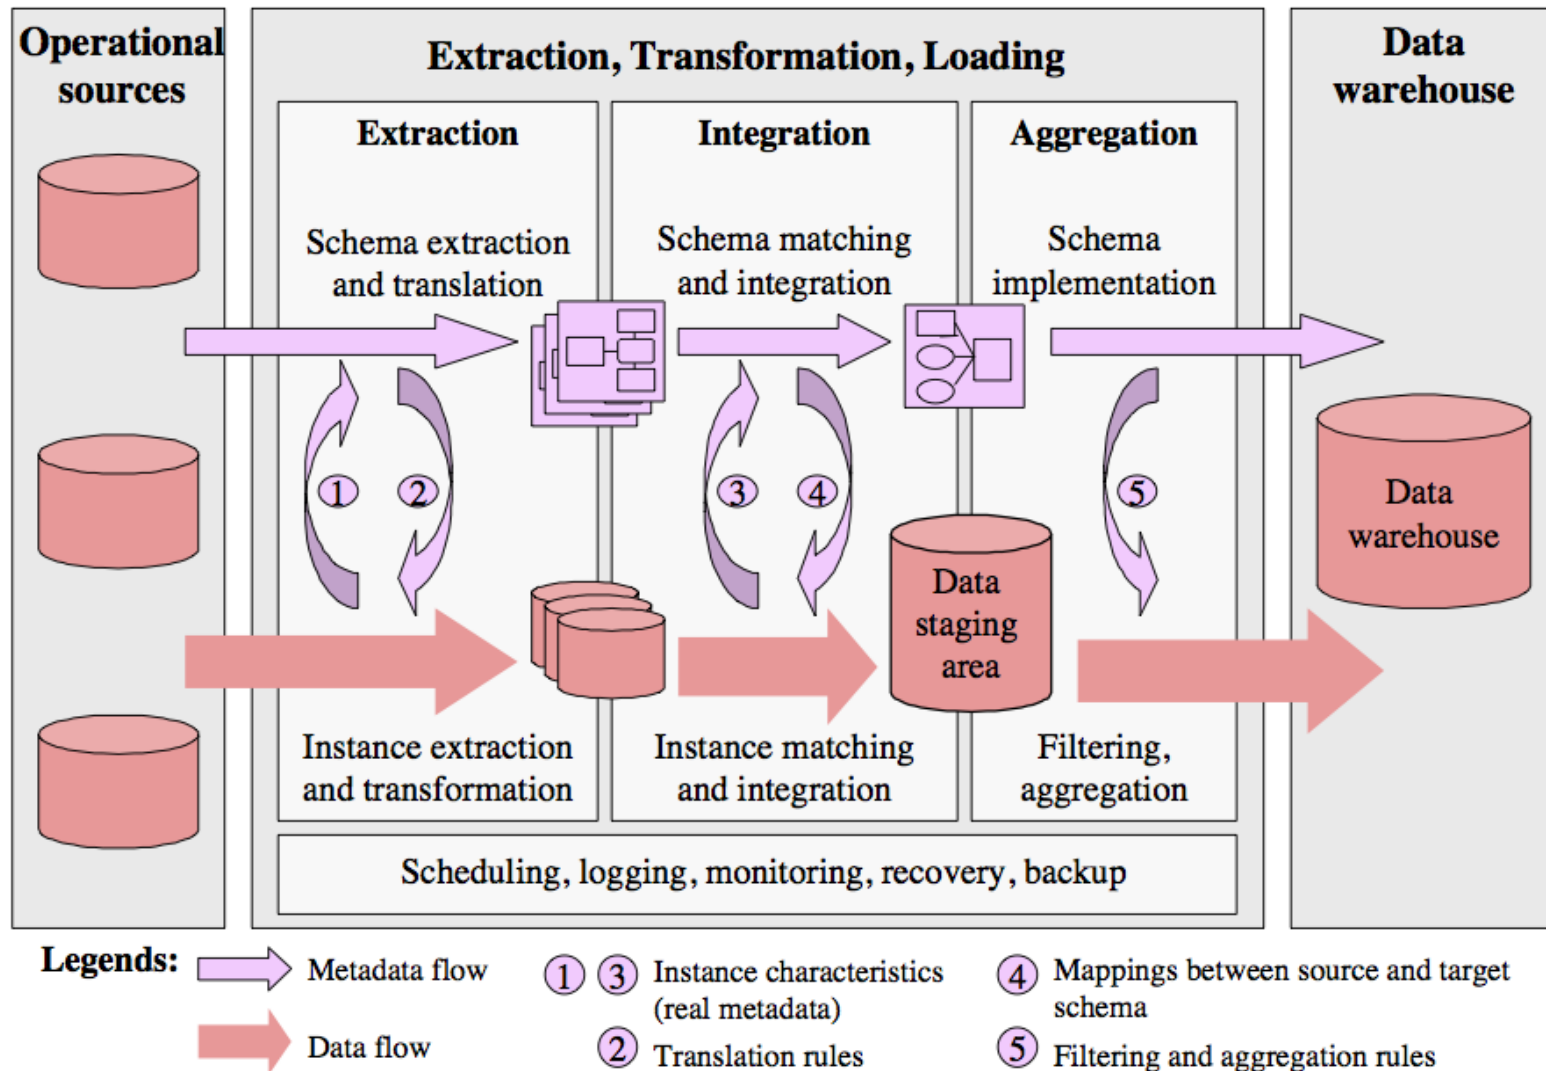 Operational
sources
Extraction, Transformation, Loading
Data
warehouse
Extraction
Integration
Aggregation
Schema extraction
and translation
Schema matching
and integration
Schema
implementation
1
2
3
4
5
Data
warehouse
Data
staging
area
Instance extraction
and transformation
Instance matching
and integration
Filtering,
aggregation
Scheduling, logging, monitoring, recovery, backup
Legends:
Metadata flow
Data flow
1 3 Instance characteristics
(real metadata)
2 Translation rules
4 Mappings between source and target
schema
5 Filtering and aggregation rules